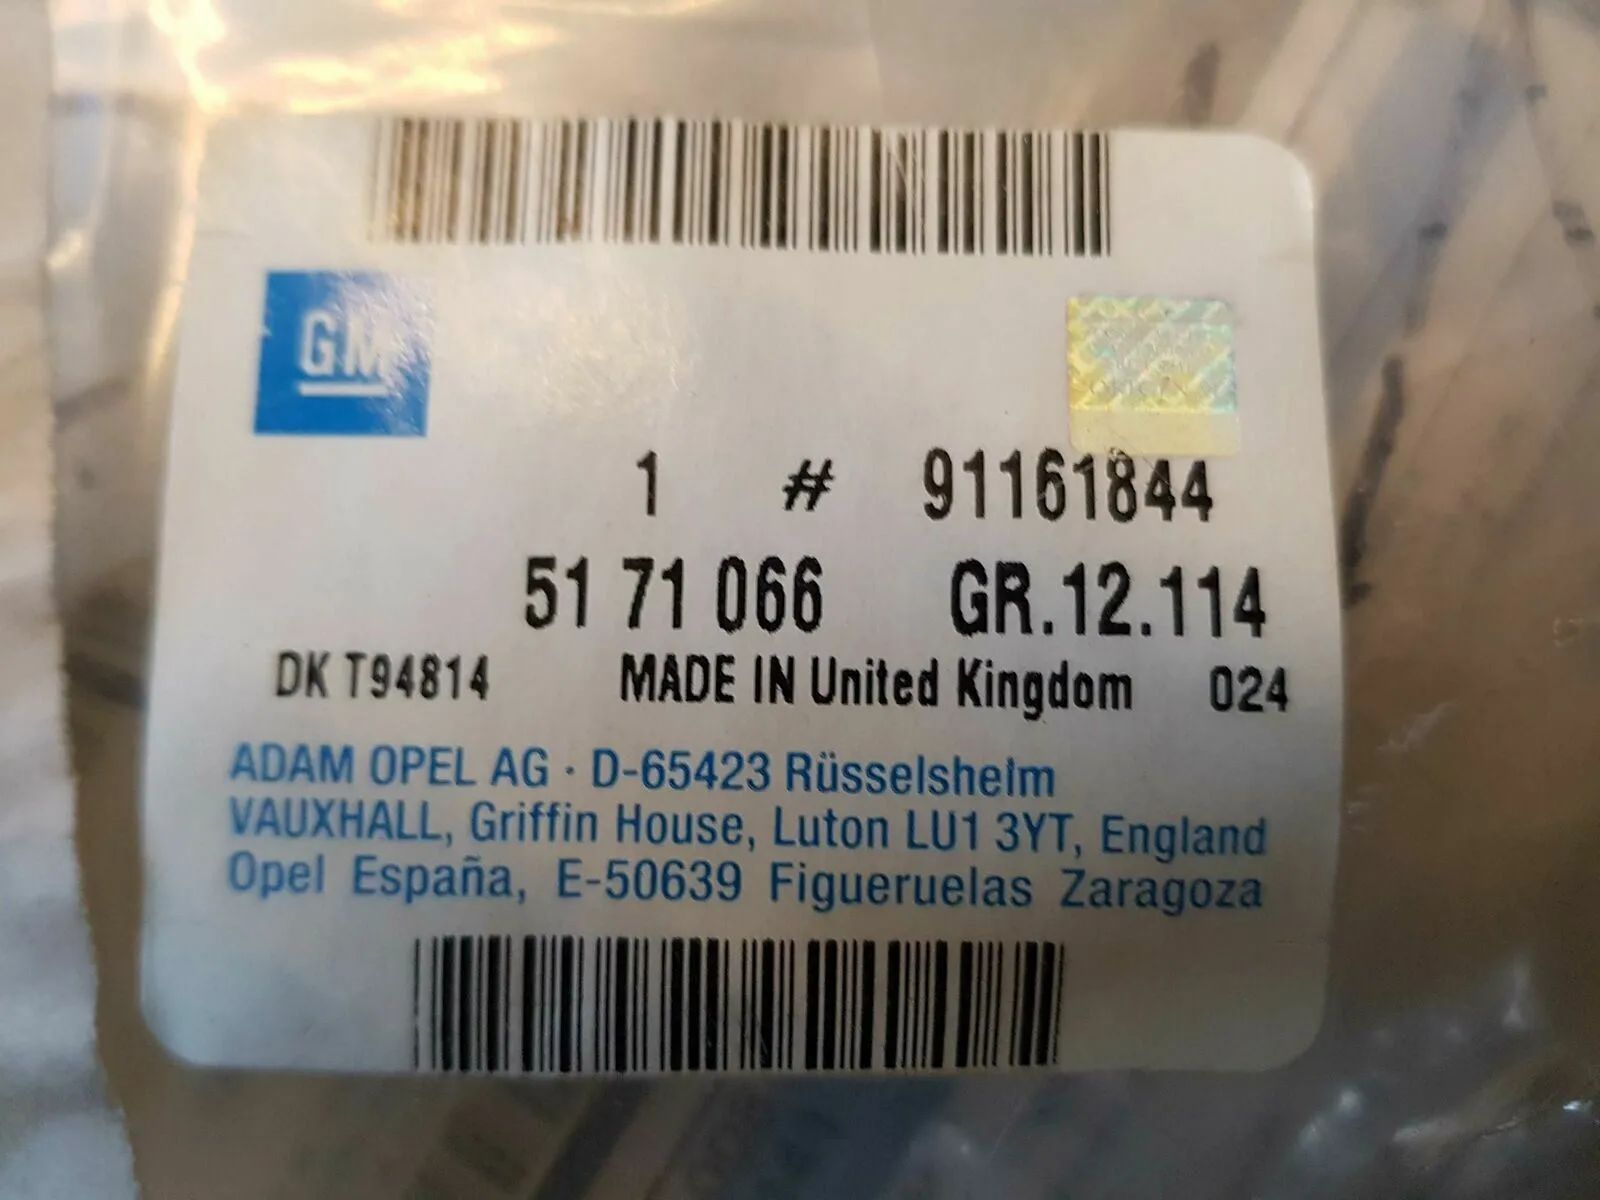 GM
1 # 91161844
51 71 066 GR.12.114
DK T94814 MADE IN United Kingdom 024
ADAM OPEL AG · D-65423 Rüsselsheim
VAUXHALL, Griffin House, Luton LU1 3YT, England
Opel España, E-50639 Figueruelas Zaragoza